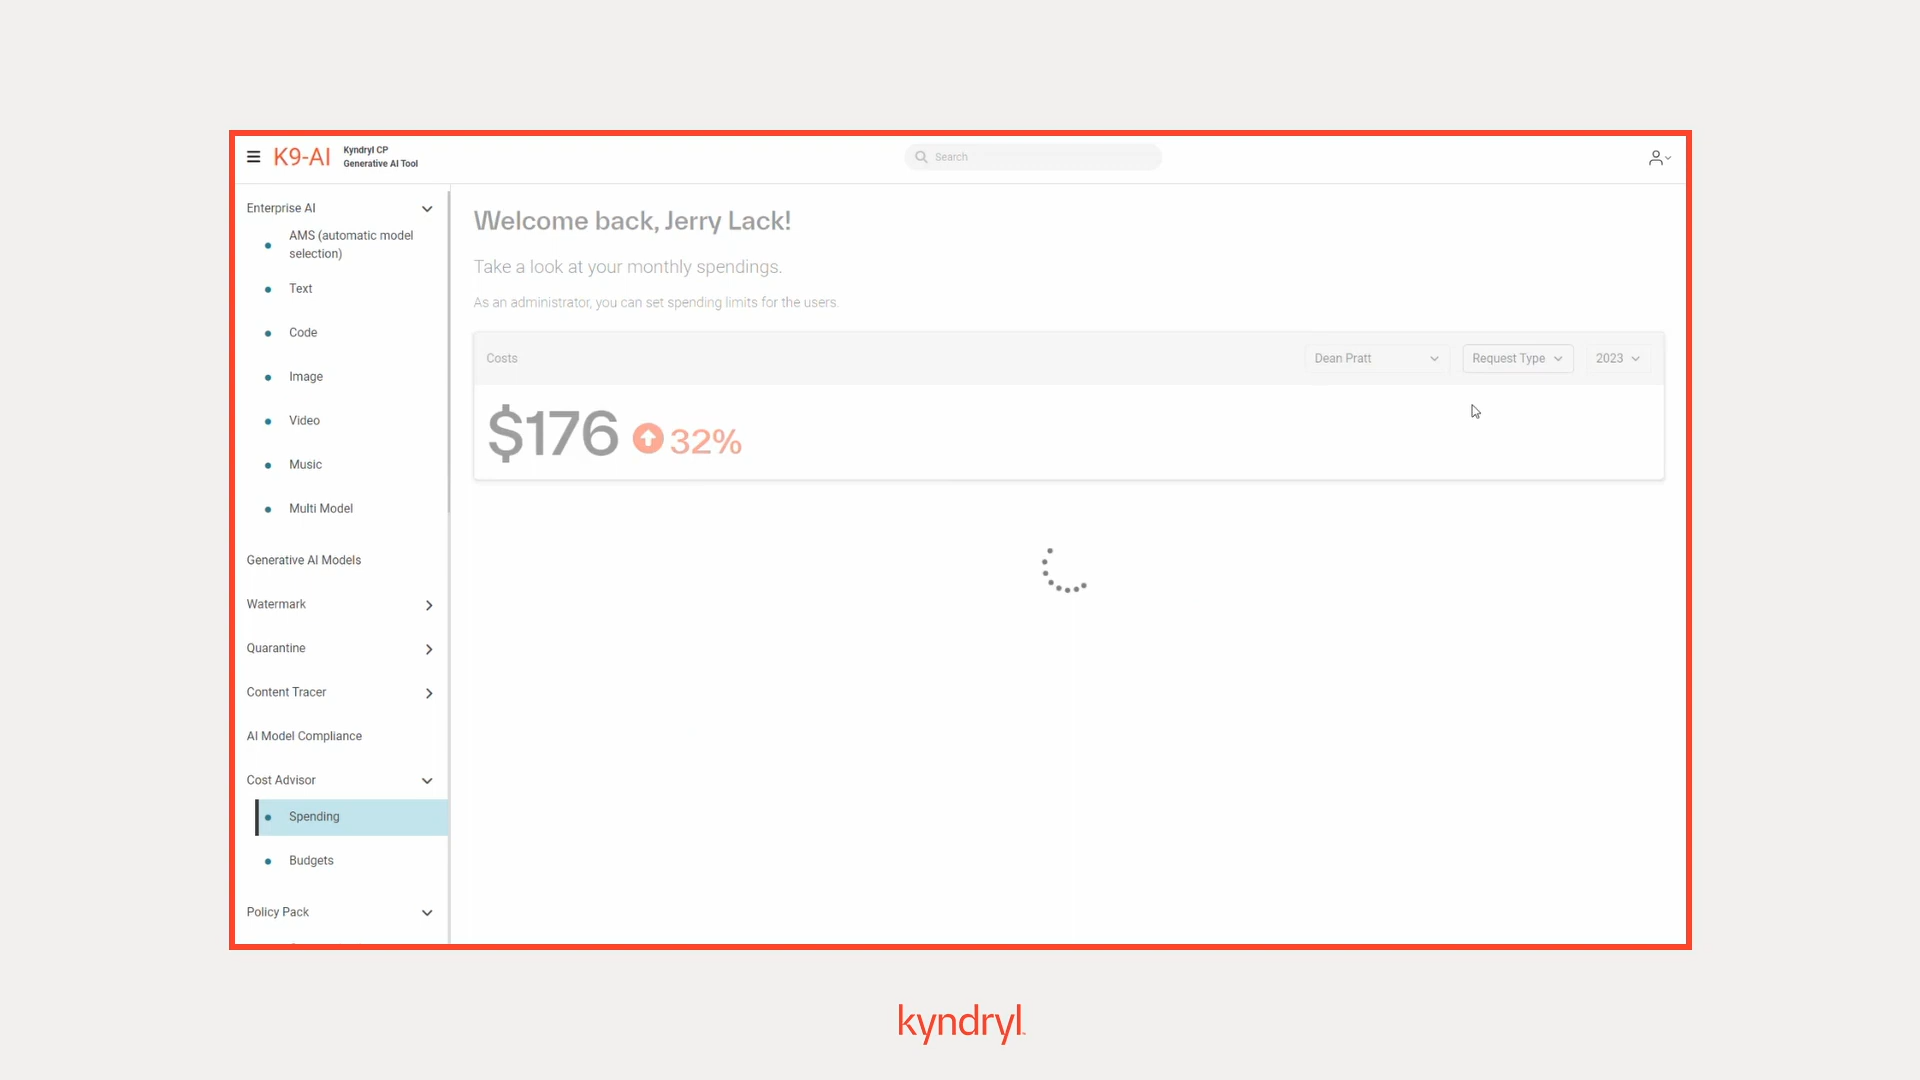 K9-AI
Kyndryl CP
Generative AI Tool
Search
Enterprise AI
AMS (automatic model
selection)
Text
Code
Image
Video
Music
Multi Model
Generative AI Models
Watermark
Quarantine
Content Tracer
AI Model Compliance
Cost Advisor
Spending
Budgets
Policy Pack
Welcome back, Jerry Lack!
Take a look at your monthly spendings.
As an administrator, you can set spending limits for the users.
Costs
Dean Pratt
Request Type
2023
$176
32%
kyndryl